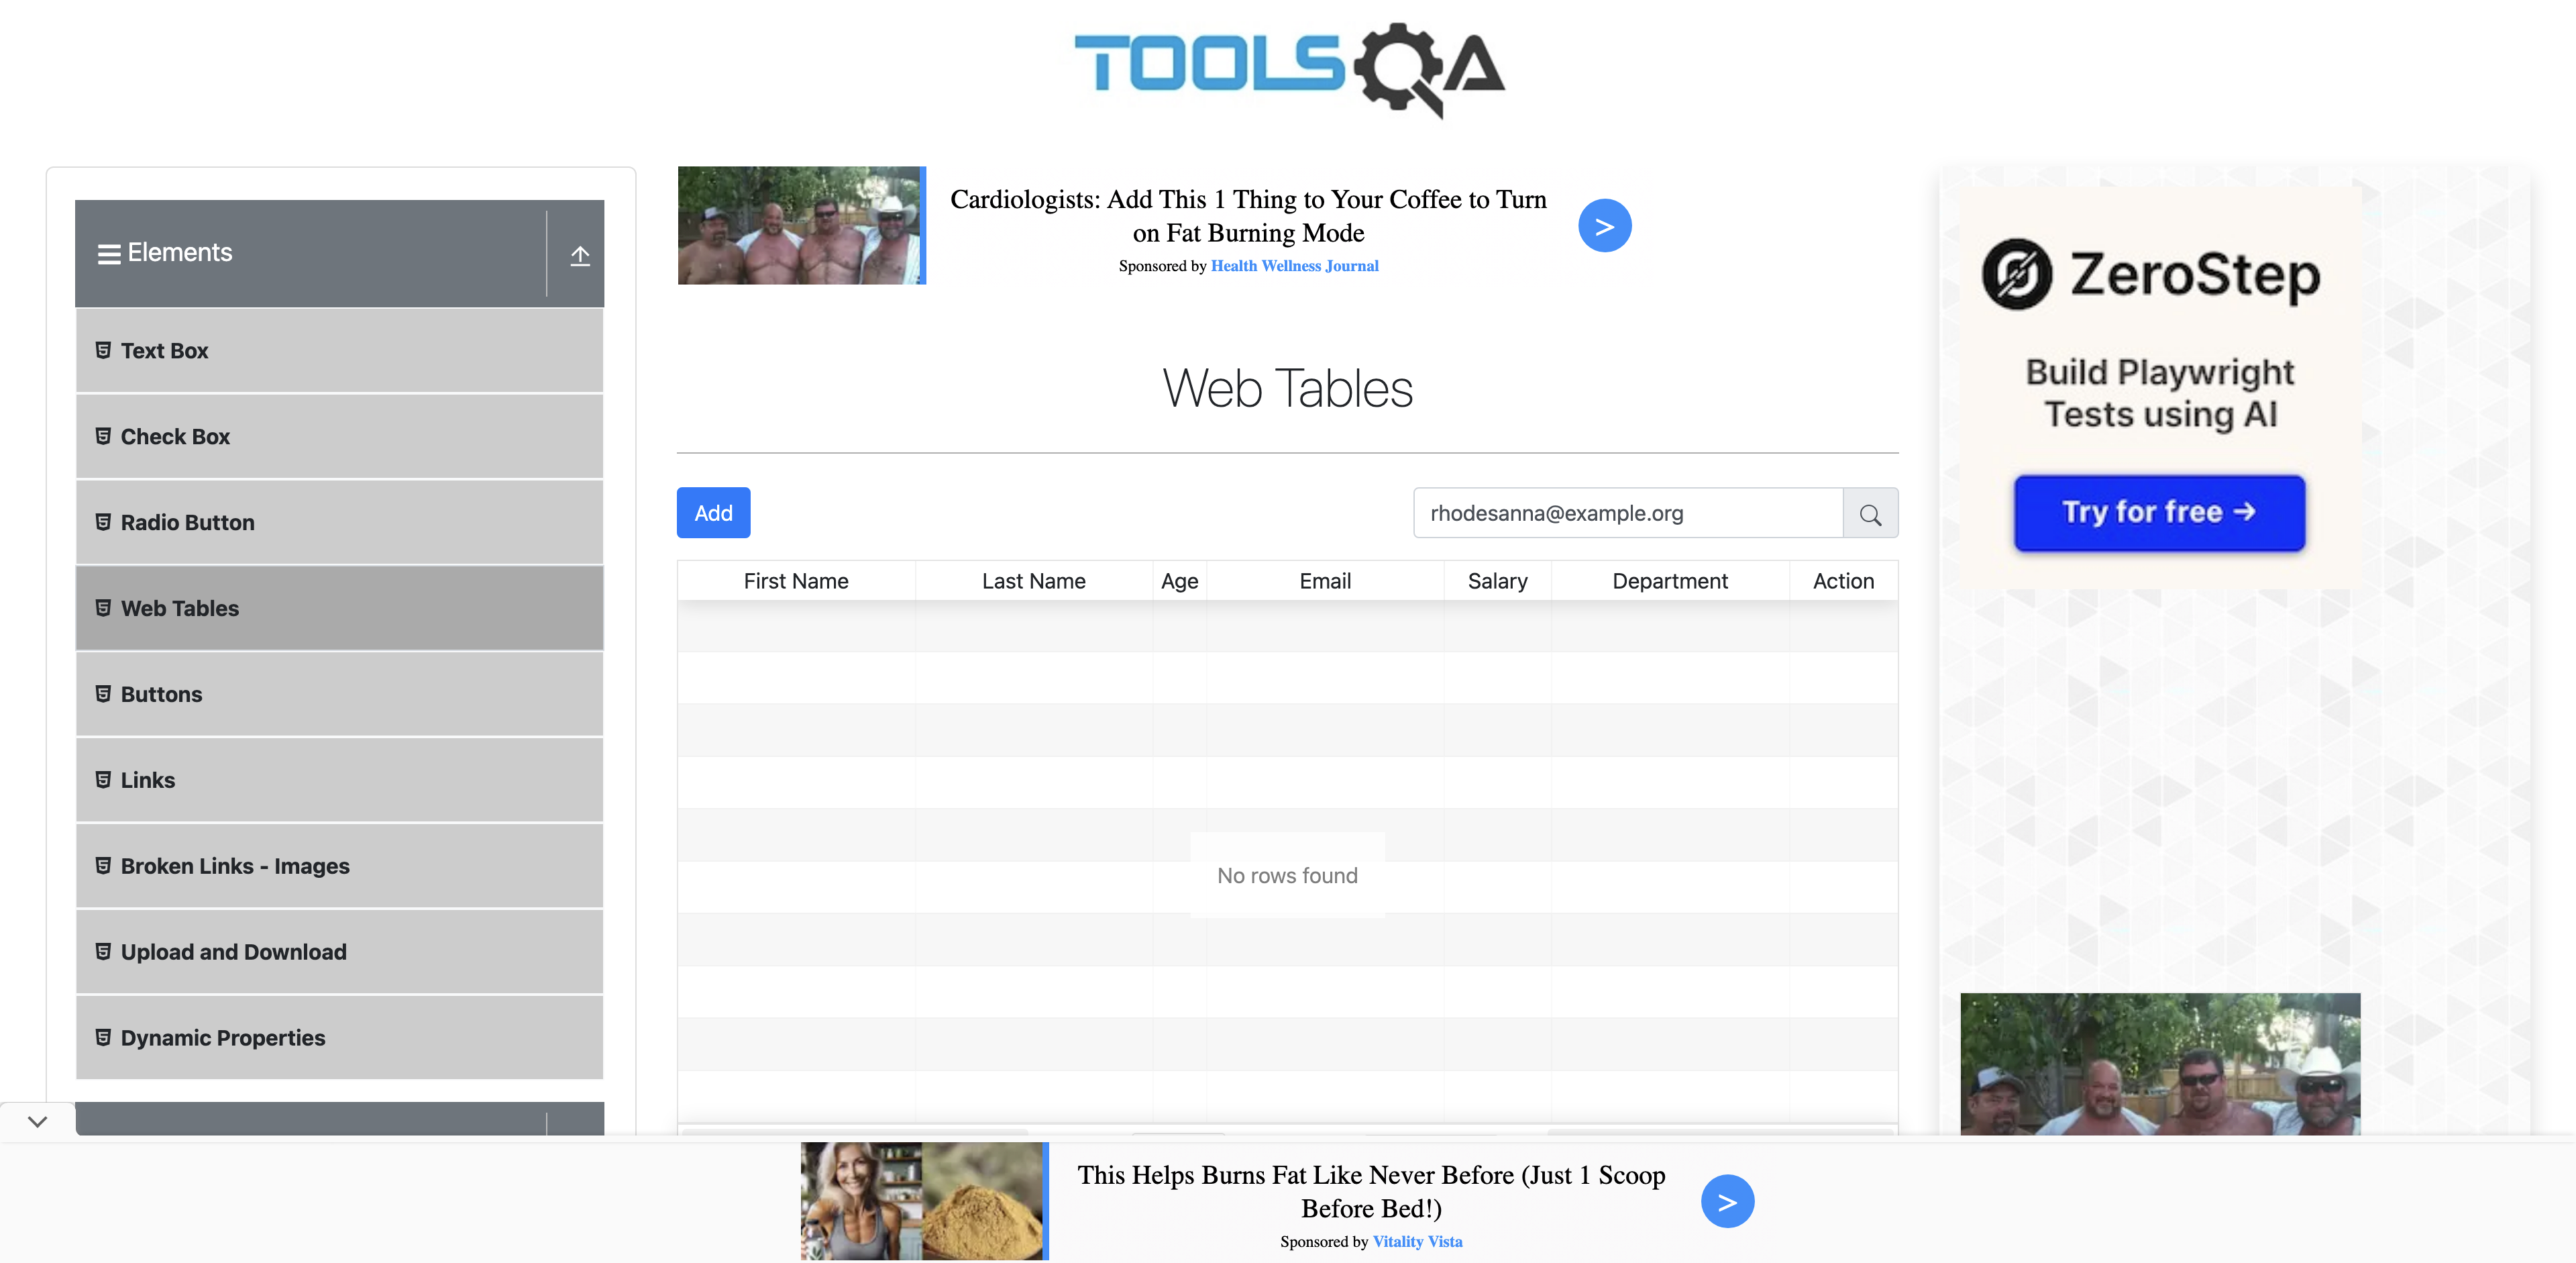 TOOLSQA
Elements
Text Box
Check Box
Radio Button
Web Tables
Buttons
Links
Broken Links - Images
Upload and Download
Dynamic Properties
Cardiologists: Add This 1 Thing to Your Coffee to Turn
on Fat Burning Mode
Sponsored by Health Wellness Journal
>
Web Tables
Add
rhodesanna@example.org
First Name Last Name Age Email Salary Department Action
No rows found
ZeroStep
Build Playwright
Tests using AI
Try for free →
This Helps Burns Fat Like Never Before (Just 1 Scoop
Before Bed!)
Sponsored by Vitality Vista
>